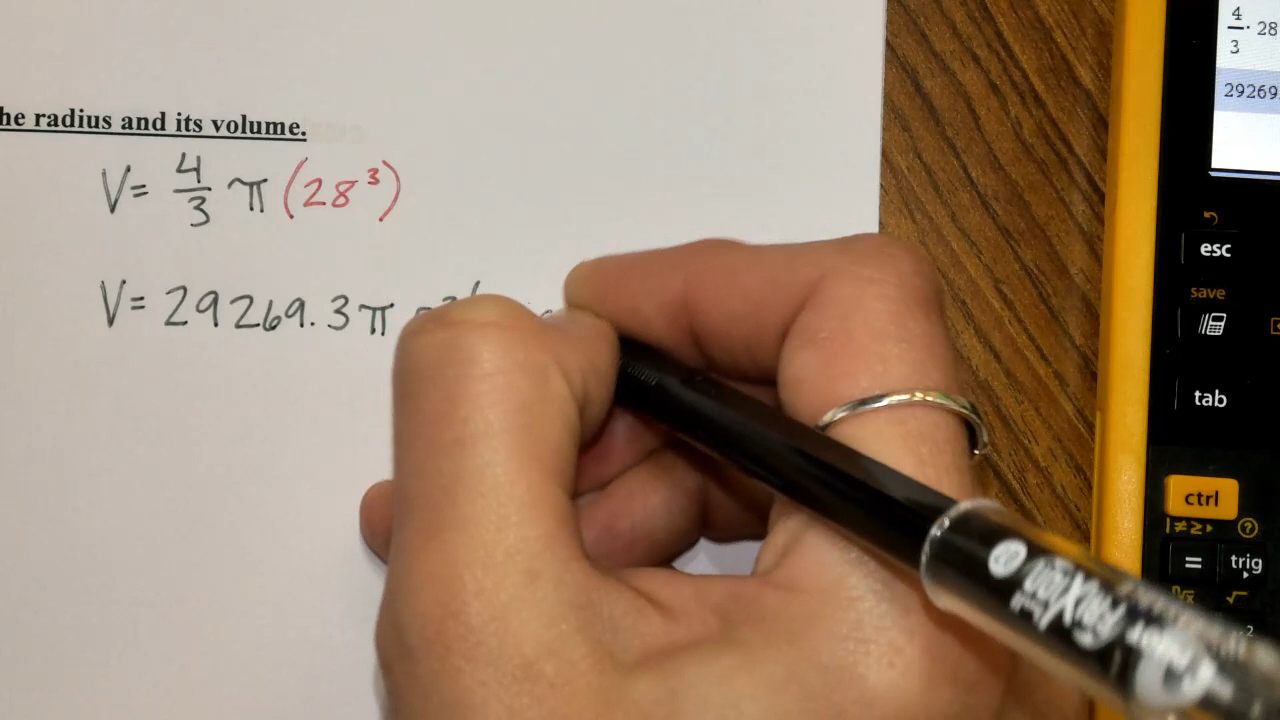 he radius and its volume.
V= 4/3 π (28³)
V= 29269.3π
4/3 · 28
29269
esc
save
tab
ctrl
|≠≥▸ ?
= trig
ⁿ√x √
FriXion